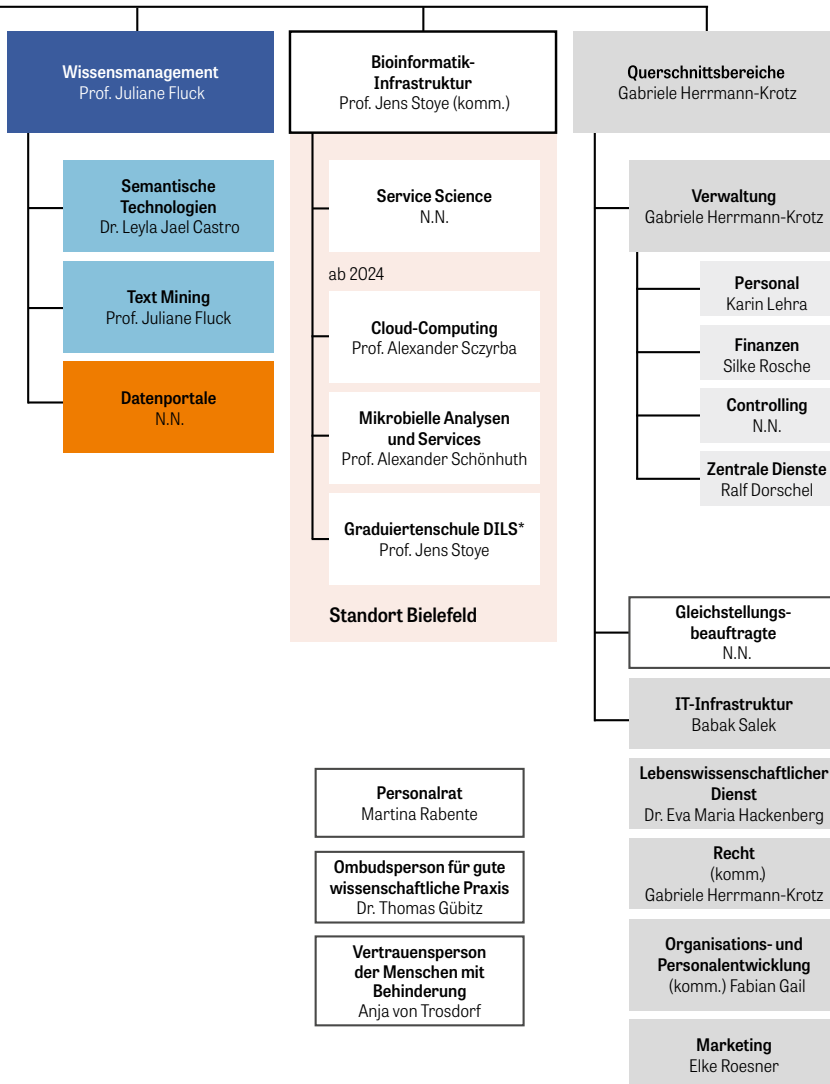 Wissensmanagement
Prof. Juliane Fluck
Semantische
Technologien
Dr. Leyla Jael Castro
Text Mining
Prof. Juliane Fluck
Datenportale
N.N.
Bioinformatik-
Infrastruktur
Prof. Jens Stoye (komm.)
Service Science
N.N.
ab 2024
Cloud-Computing
Prof. Alexander Sczyrba
Mikrobielle Analysen
und Services
Prof. Alexander Schönhuth
Graduiertenschule DILS*
Prof. Jens Stoye
Standort Bielefeld
Personalrat
Martina Rabente
Ombudsperson für gute
wissenschaftliche Praxis
Dr. Thomas Gübitz
Vertrauensperson
der Menschen mit
Behinderung
Anja von Trosdorf
Querschnittsbereiche
Gabriele Herrmann-Krotz
Verwaltung
Gabriele Herrmann-Krotz
Personal
Karin Lehra
Finanzen
Silke Rosche
Controlling
N.N.
Zentrale Dienste
Ralf Dorschel
Gleichstellungs-
beauftragte
N.N.
IT-Infrastruktur
Babak Salek
Lebenswissenschaftlicher
Dienst
Dr. Eva Maria Hackenberg
Recht
(komm.)
Gabriele Herrmann-Krotz
Organisations- und
Personalentwicklung
(komm.) Fabian Gail
Marketing
Elke Roesner